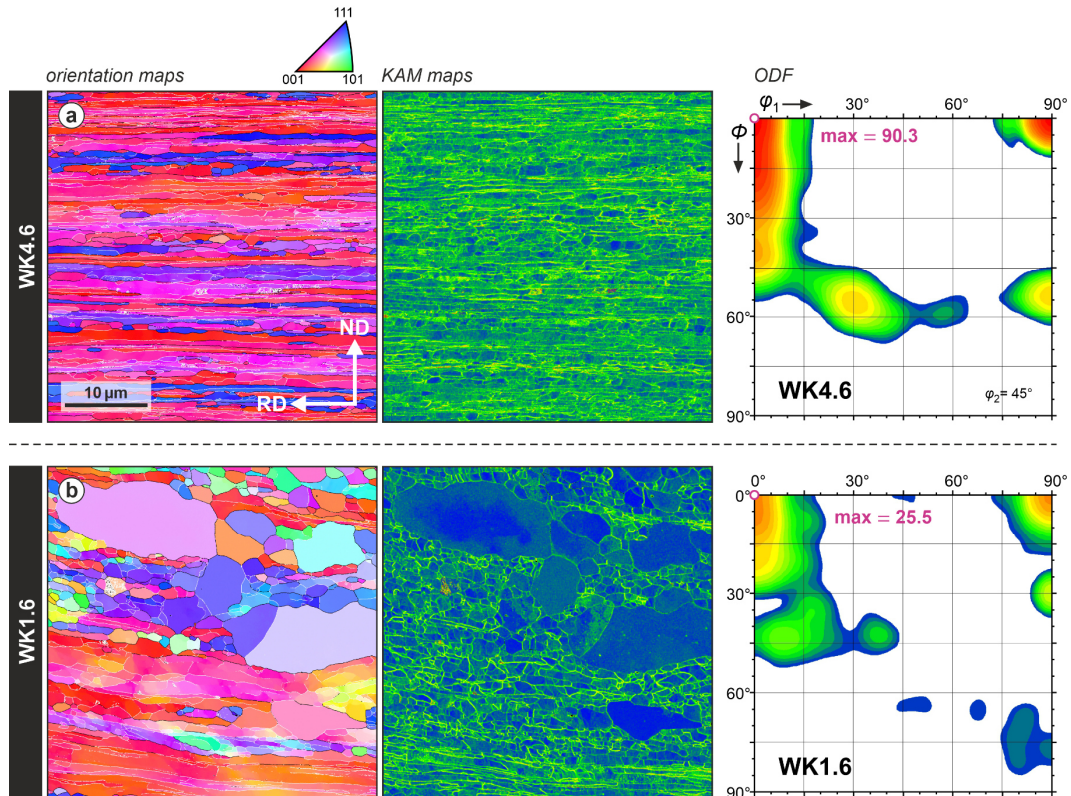 111
001 101
orientation maps
KAM maps
ODF
WK4.6
a
ND
RD
10 µm
φ₁ 30° 60° 90°
Φ
max = 90.3
30°
60°
90°
WK4.6
φ₂= 45°
WK1.6
b
0° 30° 60° 90°
0°
max = 25.5
30°
60°
90°
WK1.6